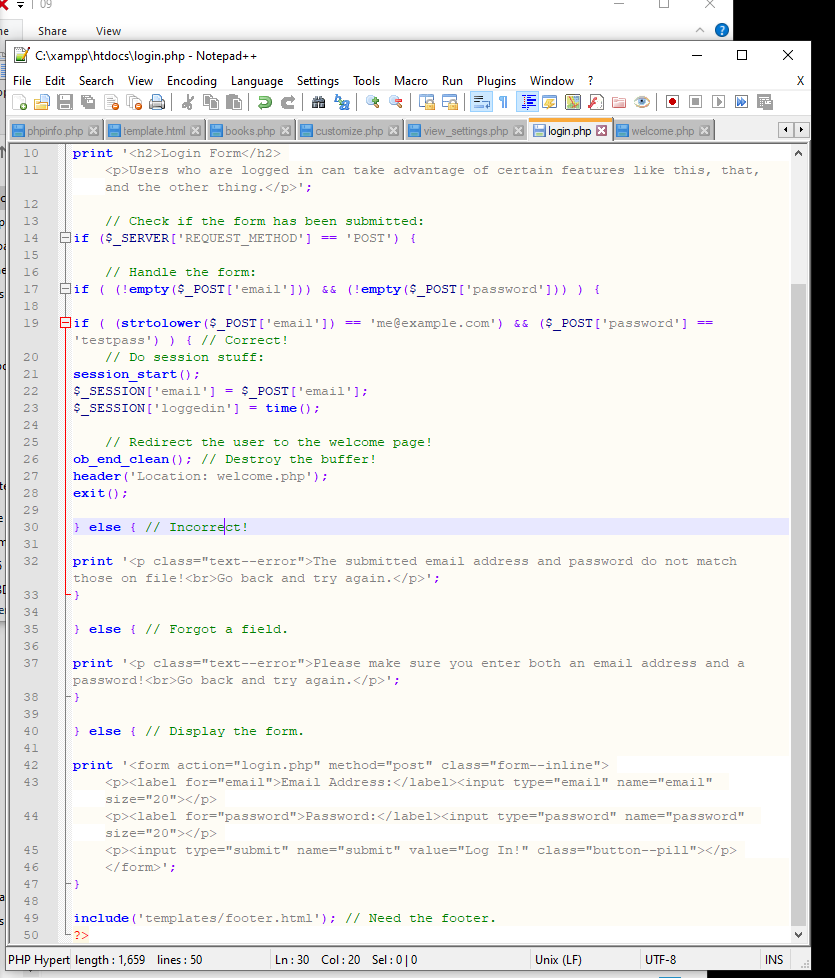 09
Share View
C:\xampp\htdocs\login.php - Notepad++
File Edit Search View Encoding Language Settings Tools Macro Run Plugins Window ? X
phpinfo.php template.html books.php customize.php view_settings.php login.php welcome.php
10 print '<h2>Login Form</h2>
11 <p>Users who are logged in can take advantage of certain features like this, that,
and the other thing.</p>';
12
13 // Check if the form has been submitted:
14 if ($_SERVER['REQUEST_METHOD'] == 'POST') {
15
16 // Handle the form:
17 if ( (!empty($_POST['email'])) && (!empty($_POST['password'])) ) {
18
19 if ( (strtolower($_POST['email']) == 'me@example.com') && ($_POST['password'] ==
'testpass') ) { // Correct!
20 // Do session stuff:
21 session_start();
22 $_SESSION['email'] = $_POST['email'];
23 $_SESSION['loggedin'] = time();
24
25 // Redirect the user to the welcome page!
26 ob_end_clean(); // Destroy the buffer!
27 header('Location: welcome.php');
28 exit();
29
30 } else { // Incorrect!
31
32 print '<p class="text--error">The submitted email address and password do not match
those on file!<br>Go back and try again.</p>';
33 }
34
35 } else { // Forgot a field.
36
37 print '<p class="text--error">Please make sure you enter both an email address and a
password!<br>Go back and try again.</p>';
38 }
39
40 } else { // Display the form.
41
42 print '<form action="login.php" method="post" class="form--inline">
43 <p><label for="email">Email Address:</label><input type="email" name="email"
size="20"></p>
44 <p><label for="password">Password:</label><input type="password" name="password"
size="20"></p>
45 <p><input type="submit" name="submit" value="Log In!" class="button--pill"></p>
46 </form>';
47 }
48
49 include('templates/footer.html'); // Need the footer.
50 ?>
PHP Hypert length : 1,659 lines : 50 Ln : 30 Col : 20 Sel : 0 | 0 Unix (LF) UTF-8 INS